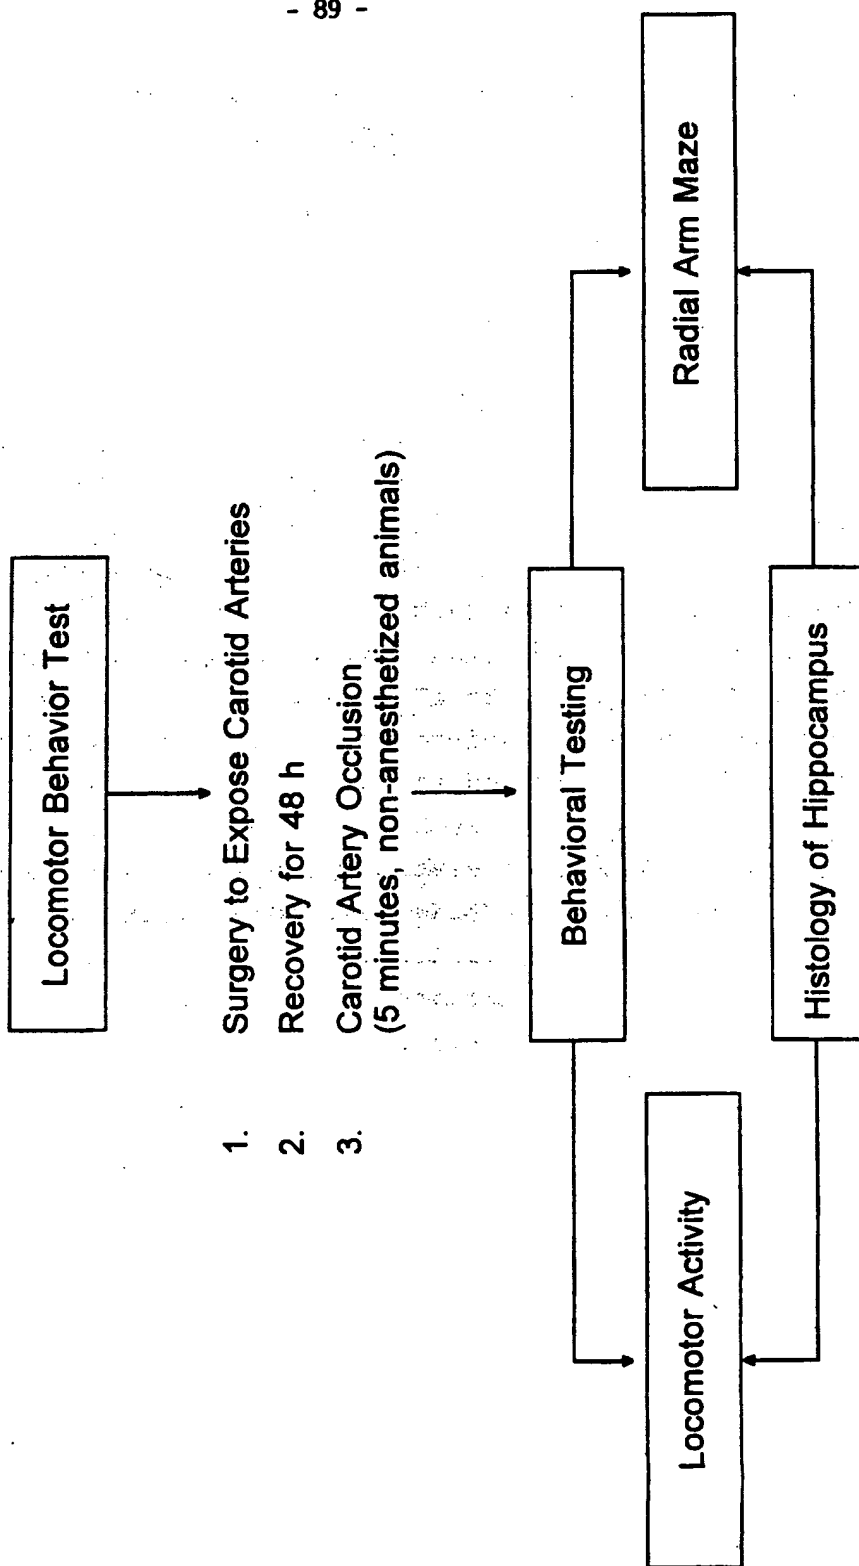 - 89 -
Locomotor Behavior Test
1. Surgery to Expose Carotid Arteries
2. Recovery for 48 h
3. Carotid Artery Occlusion
(5 minutes, non-anesthetized animals)
Behavioral Testing
Locomotor Activity
Radial Arm Maze
Histology of Hippocampus